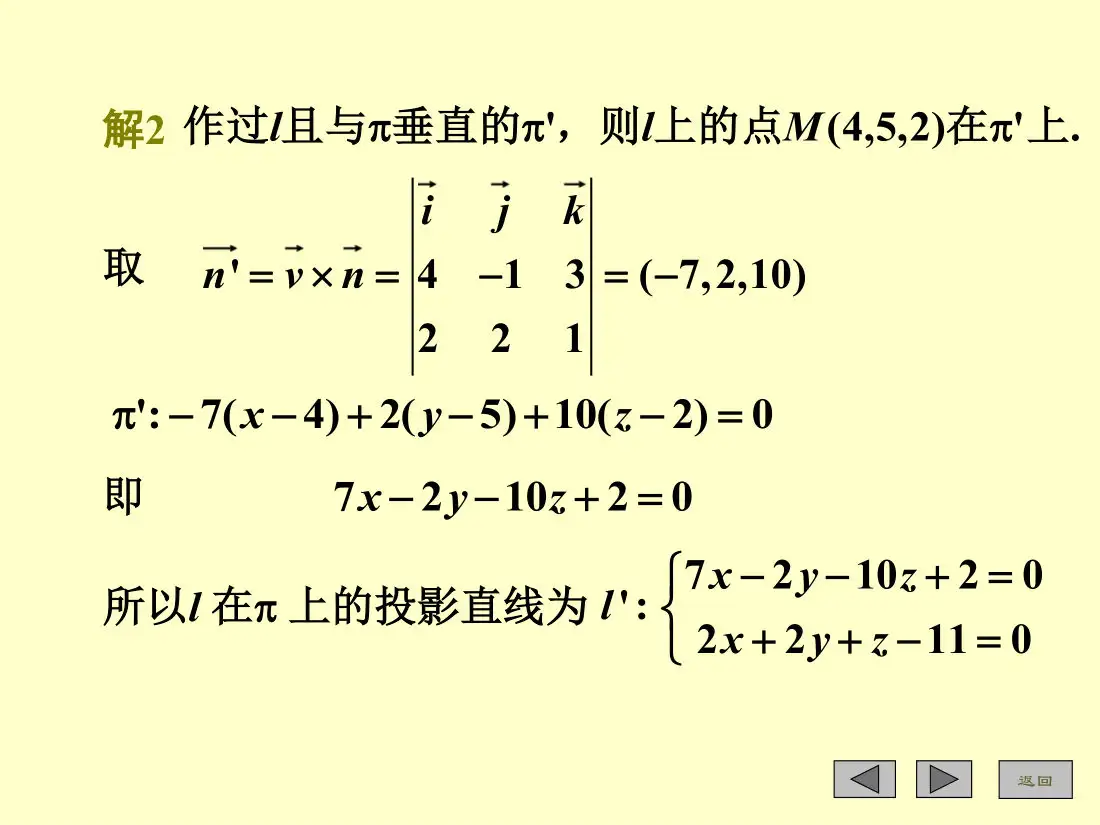 解2 作过l且与π垂直的π',则l上的点M(4,5,2)在π'上.
取 n' = v × n = | i j k |
| 4 −1 3 | = (−7, 2, 10)
| 2 2 1 |
π': − 7(x − 4) + 2(y − 5) + 10(z − 2) = 0
即 7x − 2y − 10z + 2 = 0
所以l 在π 上的投影直线为 l' : { 7x − 2y − 10z + 2 = 0
2x + 2y + z − 11 = 0
返回